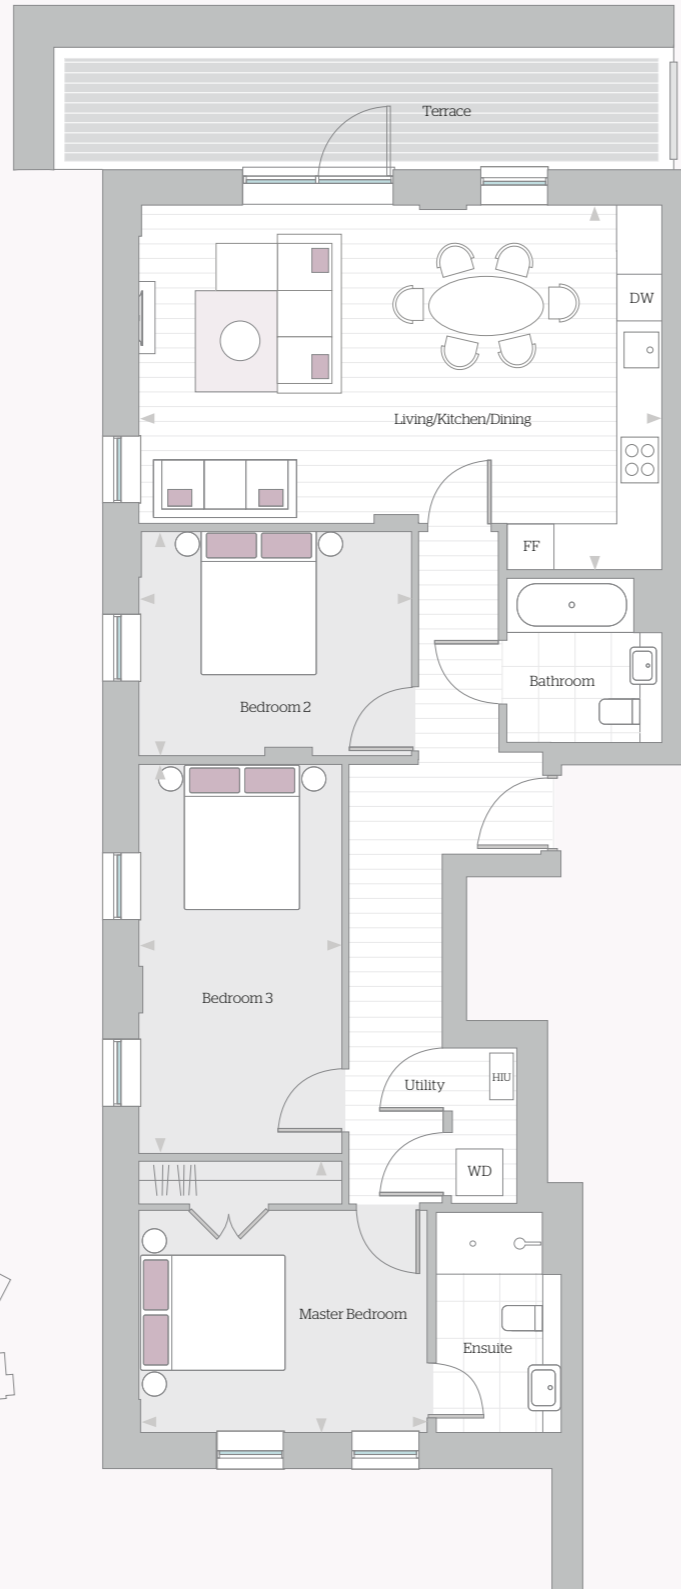 Terrace
DW
Living/Kitchen/Dining
FF
Bathroom
Bedroom 2
Bedroom 3
Utility
HIU
WD
Master Bedroom
Ensuite